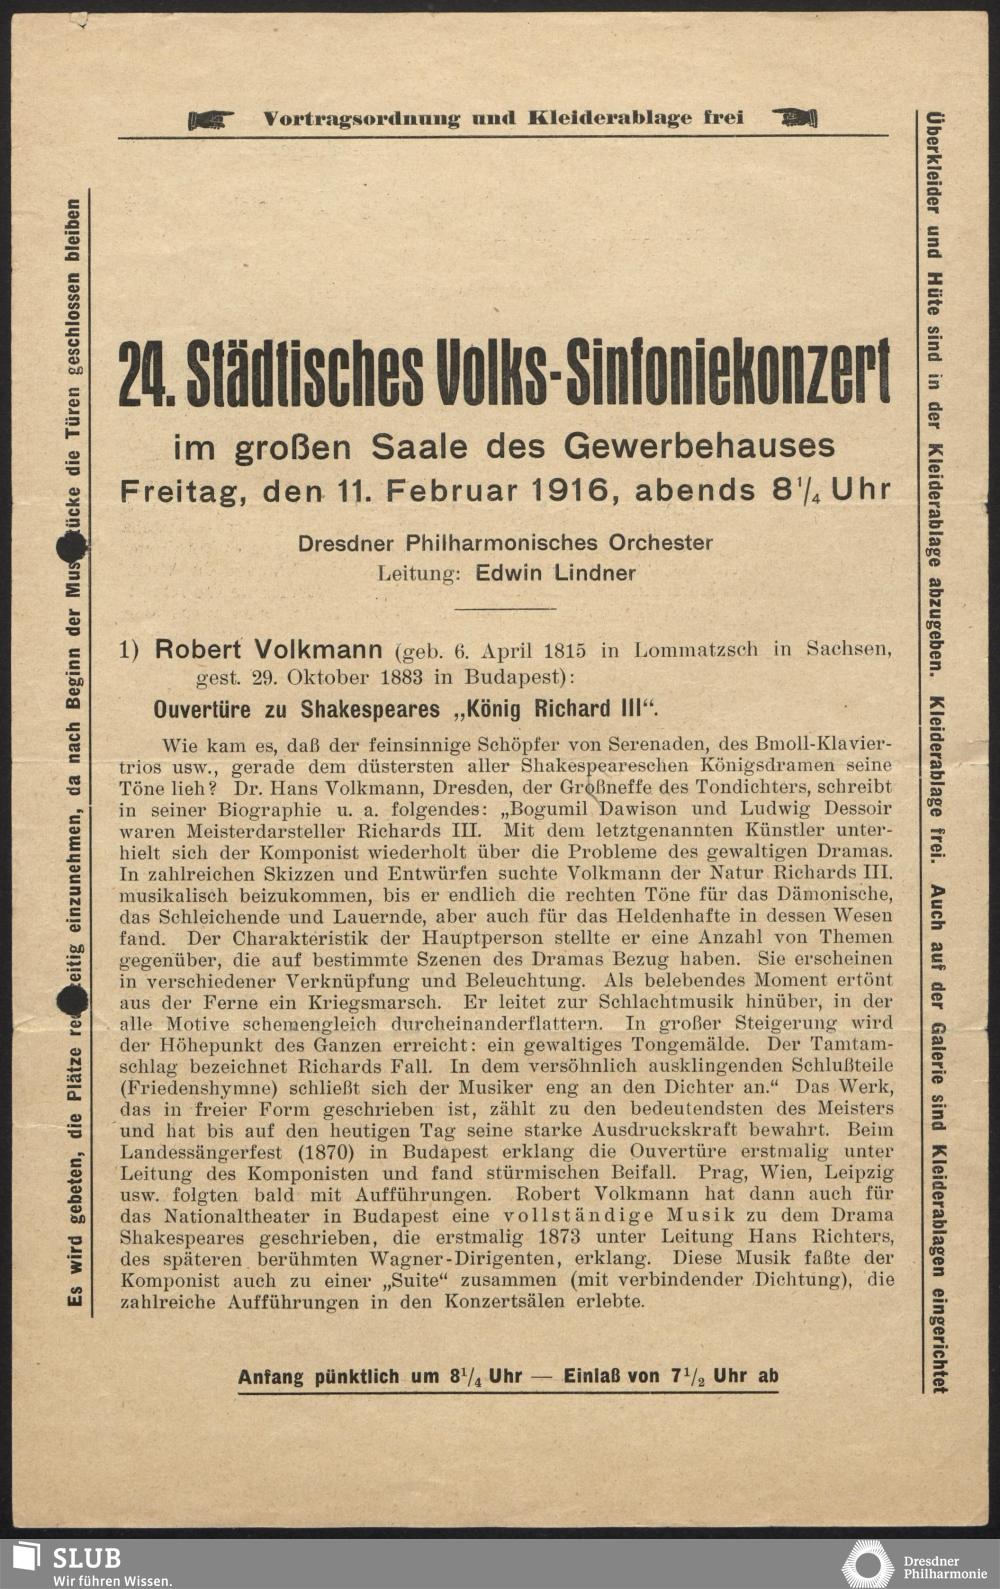 Vortragsordnung und Kleiderablage frei
24. Städtisches Volks-Sinfoniekonzert
im großen Saale des Gewerbehauses
Freitag, den 11. Februar 1916, abends 8¹/₄ Uhr
Dresdner Philharmonisches Orchester
Leitung: Edwin Lindner
1) Robert Volkmann (geb. 6. April 1815 in Lommatzsch in Sachsen,
gest. 29. Oktober 1883 in Budapest):
Ouvertüre zu Shakespeares „König Richard III“.
Wie kam es, daß der feinsinnige Schöpfer von Serenaden, des Bmoll-Klavier-
trios usw., gerade dem düstersten aller Shakespeareschen Königsdramen seine
Töne lieh? Dr. Hans Volkmann, Dresden, der Großneffe des Tondichters, schreibt
in seiner Biographie u. a. folgendes: „Bogumil Dawison und Ludwig Dessoir
waren Meisterdarsteller Richards III. Mit dem letztgenannten Künstler unter-
hielt sich der Komponist wiederholt über die Probleme des gewaltigen Dramas.
In zahlreichen Skizzen und Entwürfen suchte Volkmann der Natur Richards III.
musikalisch beizukommen, bis er endlich die rechten Töne für das Dämonische,
das Schleichende und Lauernde, aber auch für das Heldenhafte in dessen Wesen
fand. Der Charakteristik der Hauptperson stellte er eine Anzahl von Themen
gegenüber, die auf bestimmte Szenen des Dramas Bezug haben. Sie erscheinen
in verschiedener Verknüpfung und Beleuchtung. Als belebendes Moment ertönt
aus der Ferne ein Kriegsmarsch. Er leitet zur Schlachtmusik hinüber, in der
alle Motive schemengleich durcheinanderflattern. In großer Steigerung wird
der Höhepunkt des Ganzen erreicht: ein gewaltiges Tongemälde. Der Tamtam-
schlag bezeichnet Richards Fall. In dem versöhnlich ausklingenden Schlußteile
(Friedenshymne) schließt sich der Musiker eng an den Dichter an.“ Das Werk,
das in freier Form geschrieben ist, zählt zu den bedeutendsten des Meisters
und hat bis auf den heutigen Tag seine starke Ausdruckskraft bewahrt. Beim
Landessängerfest (1870) in Budapest erklang die Ouvertüre erstmalig unter
Leitung des Komponisten und fand stürmischen Beifall. Prag, Wien, Leipzig
usw. folgten bald mit Aufführungen. Robert Volkmann hat dann auch für
das Nationaltheater in Budapest eine vollständige Musik zu dem Drama
Shakespeares geschrieben, die erstmalig 1873 unter Leitung Hans Richters,
des späteren berühmten Wagner-Dirigenten, erklang. Diese Musik faßte der
Komponist auch zu einer „Suite“ zusammen (mit verbindender Dichtung), die
zahlreiche Aufführungen in den Konzertsälen erlebte.
Anfang pünktlich um 8¹/₄ Uhr — Einlaß von 7¹/₂ Uhr ab
Es wird gebeten, die Plätze einzunehmen, da nach Beginn der die Türen geschlossen bleiben
Überkleider und Hüte sind in der Kleiderablage abzugeben. Kleiderablage frei. Auch auf der Galerie sind Kleiderablagen eingerichtet
SLUB
Wir führen Wissen.
Dresdner
Philharmonie